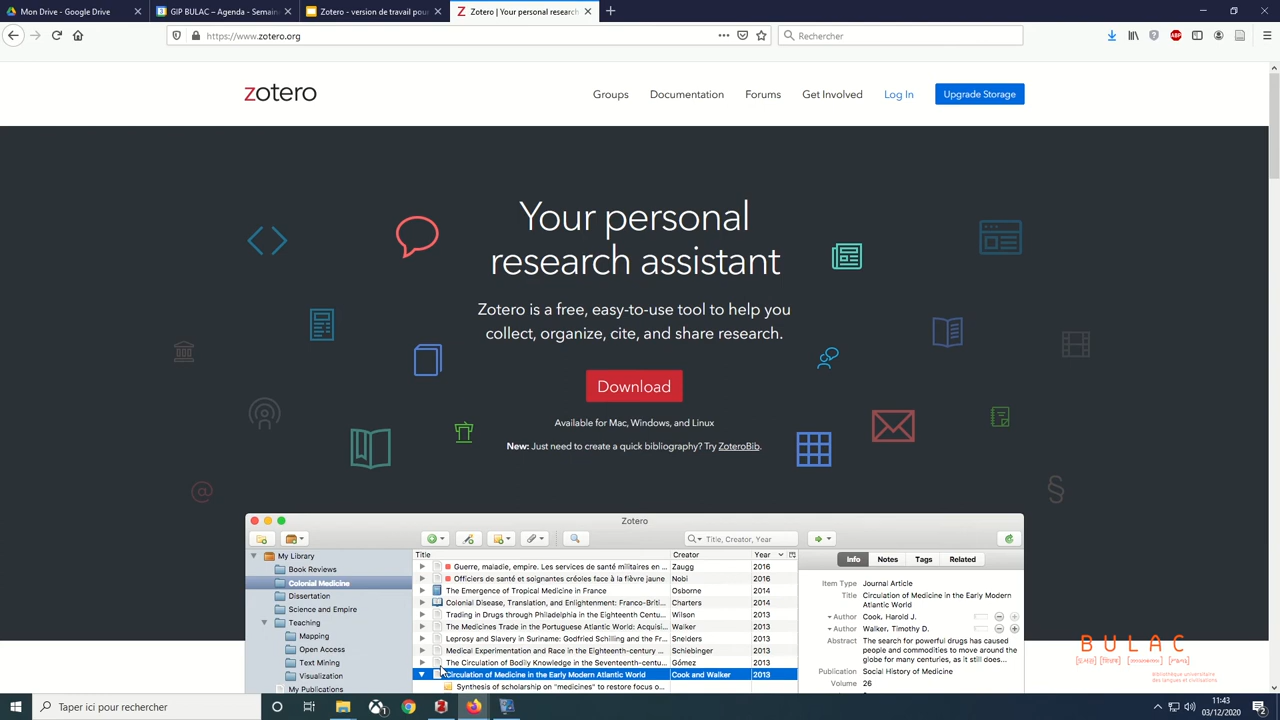 Mon Drive - Google Drive
GIP BULAC – Agenda - Semain
Zotero - version de travail pour
Zotero | Your personal research
https://www.zotero.org
Rechercher
zotero
Groups
Documentation
Forums
Get Involved
Log In
Upgrade Storage
Your personal
research assistant
Zotero is a free, easy-to-use tool to help you
collect, organize, cite, and share research.
Download
Available for Mac, Windows, and Linux
New: Just need to create a quick bibliography? Try ZoteroBib.
Zotero
Title, Creator, Year
My Library
Book Reviews
Colonial Medicine
Dissertation
Science and Empire
Teaching
Mapping
Open Access
Text Mining
Visualization
My Publications
Title Creator Year
Guerre, maladie, empire. Les services de santé militaires en ... Zaugg 2016
Officiers de santé et soignantes créoles face à la fièvre jaune Nobi 2016
The Emergence of Tropical Medicine in France Osborne 2014
Colonial Disease, Translation, and Enlightenment: Franco-Briti... Charters 2014
Trading in Drugs through Philadelphia in the Eighteenth Centu... Wilson 2013
The Medicines Trade in the Portuguese Atlantic World: Acquisi... Walker 2013
Leprosy and Slavery in Suriname: Godfried Schilling and the Fr... Snelders 2013
Medical Experimentation and Race in the Eighteenth-century ... Schiebinger 2013
The Circulation of Bodily Knowledge in the Seventeenth-centu... Gómez 2013
Circulation of Medicine in the Early Modern Atlantic World Cook and Walker 2013
Synthesis of scholarship on "medicines" to restore focus o...
Info
Notes
Tags
Related
Item Type Journal Article
Title Circulation of Medicine in the Early Modern
Atlantic World
Author Cook, Harold J.
Author Walker, Timothy D.
Abstract The search for powerful drugs has caused
people and commodities to move around the
globe for many centuries, as it still does...
Publication Social History of Medicine
Volume 26
BULAC
Bibliothèque universitaire
des langues et civilisations
Taper ici pour rechercher
11:43
03/12/2020
2